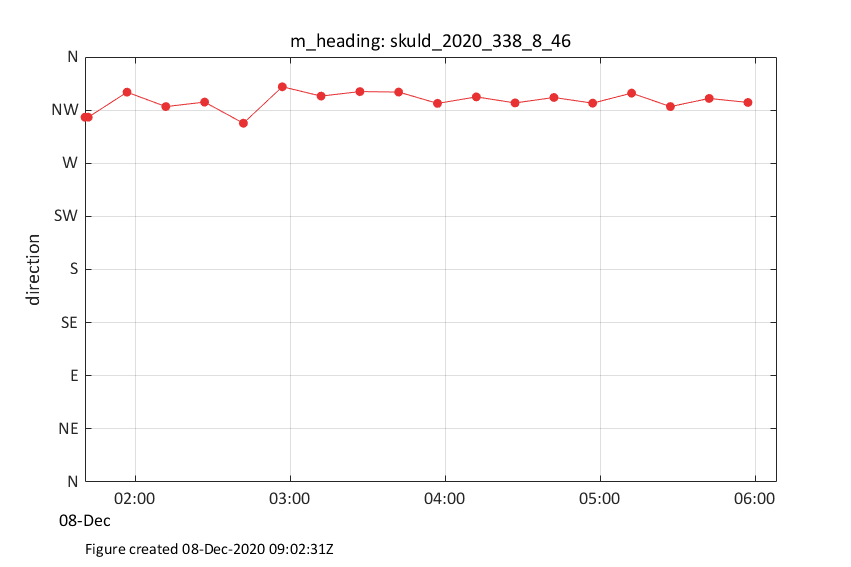 m_heading: skuld_2020_338_8_46
N
NW
W
SW
S
SE
E
NE
N
direction
02:00 03:00 04:00 05:00 06:00
08-Dec
Figure created 08-Dec-2020 09:02:31Z